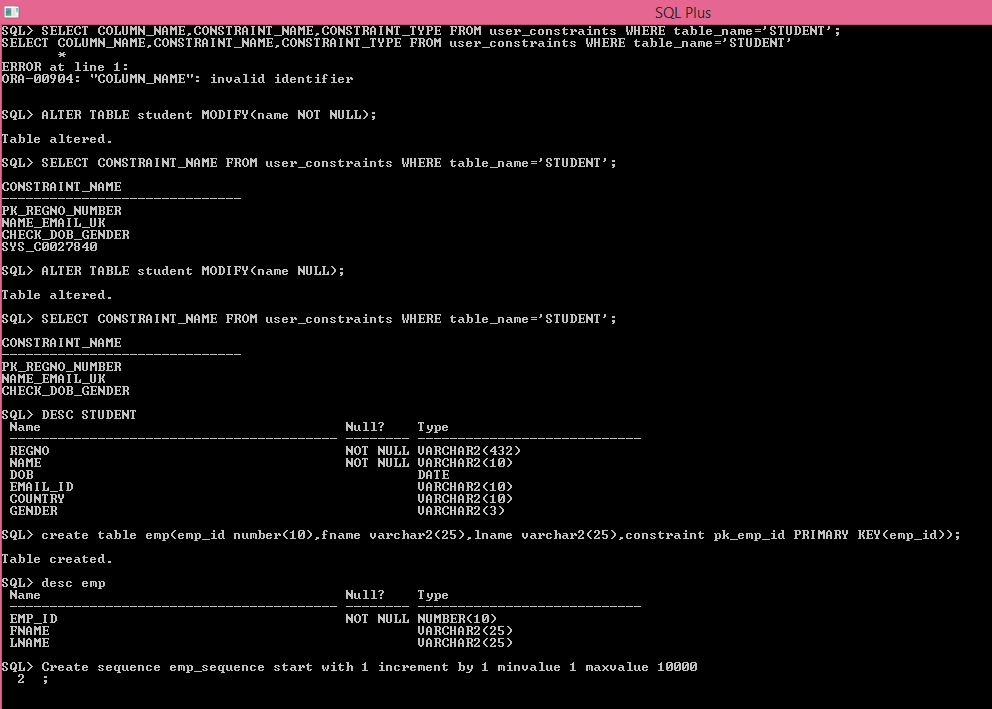 SQL Plus
SQL> SELECT COLUMN_NAME,CONSTRAINT_NAME,CONSTRAINT_TYPE FROM user_constraints WHERE table_name='STUDENT';
SELECT COLUMN_NAME,CONSTRAINT_NAME,CONSTRAINT_TYPE FROM user_constraints WHERE table_name='STUDENT'
       *
ERROR at line 1:
ORA-00904: "COLUMN_NAME": invalid identifier
SQL> ALTER TABLE student MODIFY(name NOT NULL);
Table altered.
SQL> SELECT CONSTRAINT_NAME FROM user_constraints WHERE table_name='STUDENT';
CONSTRAINT_NAME
------------------------------
PK_REGNO_NUMBER
NAME_EMAIL_UK
CHECK_DOB_GENDER
SYS_C0027840
SQL> ALTER TABLE student MODIFY(name NULL);
Table altered.
SQL> SELECT CONSTRAINT_NAME FROM user_constraints WHERE table_name='STUDENT';
CONSTRAINT_NAME
------------------------------
PK_REGNO_NUMBER
NAME_EMAIL_UK
CHECK_DOB_GENDER
SQL> DESC STUDENT
 Name                                      Null?    Type
 ----------------------------------------- -------- ----------------------------
 REGNO                                     NOT NULL VARCHAR2(432)
 NAME                                      NOT NULL VARCHAR2(10)
 DOB                                                DATE
 EMAIL_ID                                           VARCHAR2(10)
 COUNTRY                                            VARCHAR2(10)
 GENDER                                             VARCHAR2(3)
SQL> create table emp(emp_id number(10),fname varchar2(25),lname varchar2(25),constraint pk_emp_id PRIMARY KEY(emp_id));
Table created.
SQL> desc emp
 Name                                      Null?    Type
 ----------------------------------------- -------- ----------------------------
 EMP_ID                                    NOT NULL NUMBER(10)
 FNAME                                              VARCHAR2(25)
 LNAME                                              VARCHAR2(25)
SQL> Create sequence emp_sequence start with 1 increment by 1 minvalue 1 maxvalue 10000
  2  ;